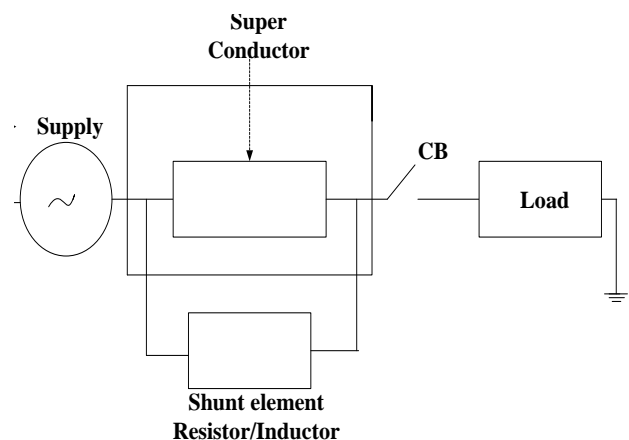 Super
Conductor
Supply
CB
Load
Shunt element
Resistor/Inductor